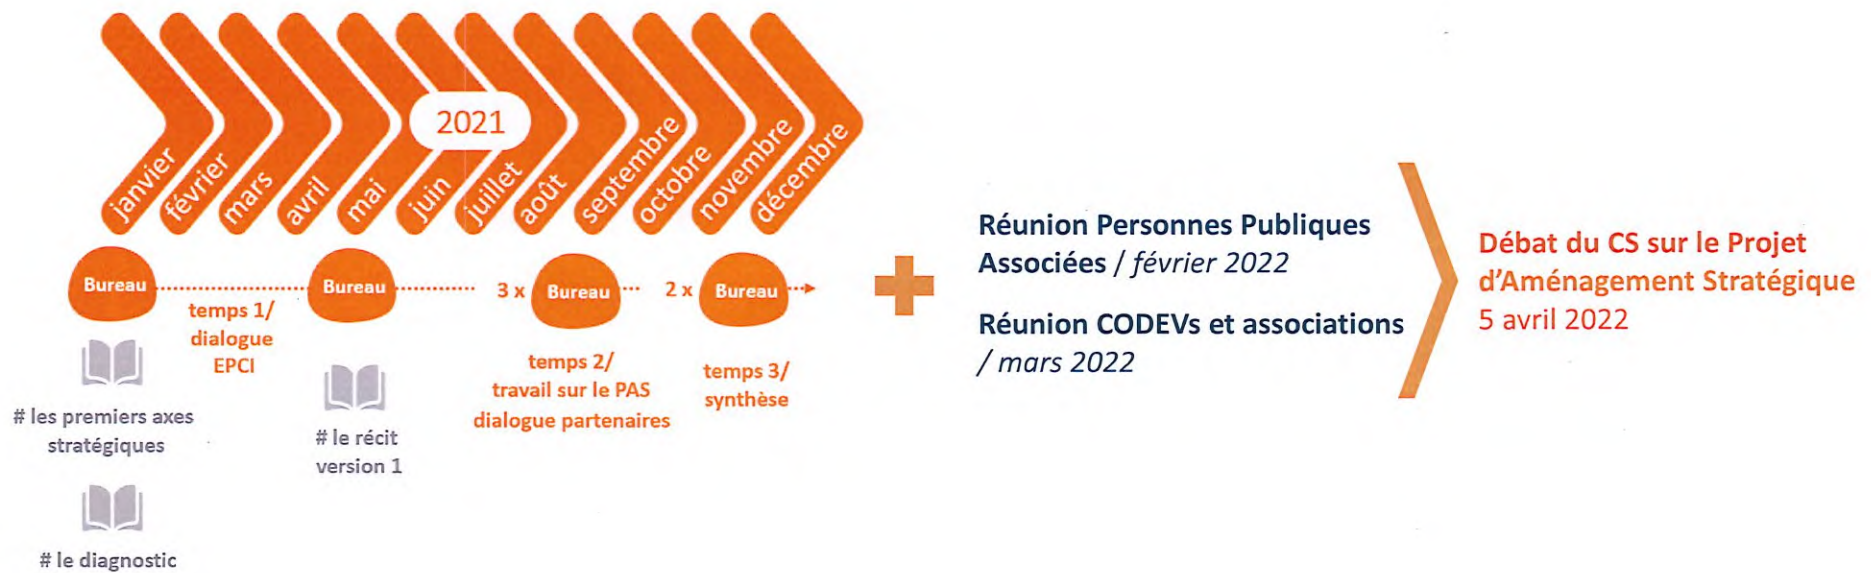 2021
janvier
février
mars
avril
mai
juin
juillet
août
septembre
octobre
novembre
décembre
Bureau
temps 1/
dialogue
EPCI
Bureau
3 x Bureau
2 x Bureau
# les premiers axes
stratégiques
# le diagnostic
# le récit
version 1
temps 2/
travail sur le PAS
dialogue partenaires
temps 3/
synthèse
Réunion Personnes Publiques
Associées / février 2022
Réunion CODEVs et associations
/ mars 2022
Débat du CS sur le Projet
d'Aménagement Stratégique
5 avril 2022